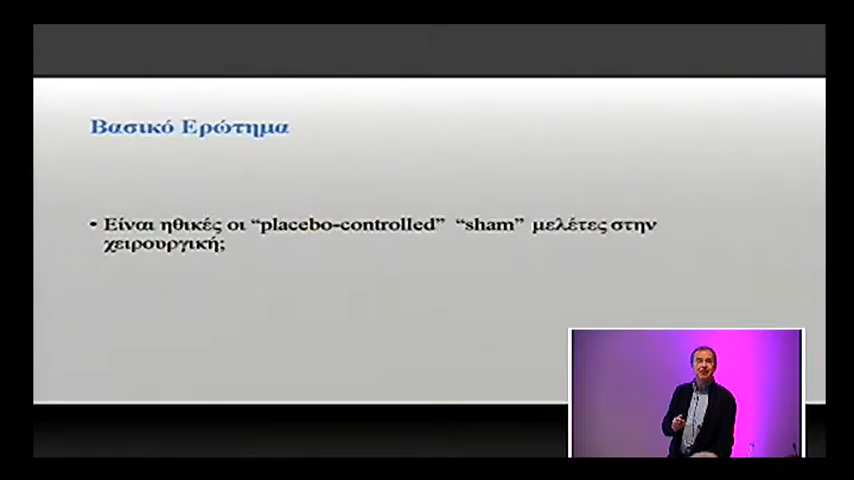 Βασικό Ερώτημα
• Είναι ηθικές οι “placebo-controlled” “sham” μελέτες στην
χειρουργική;